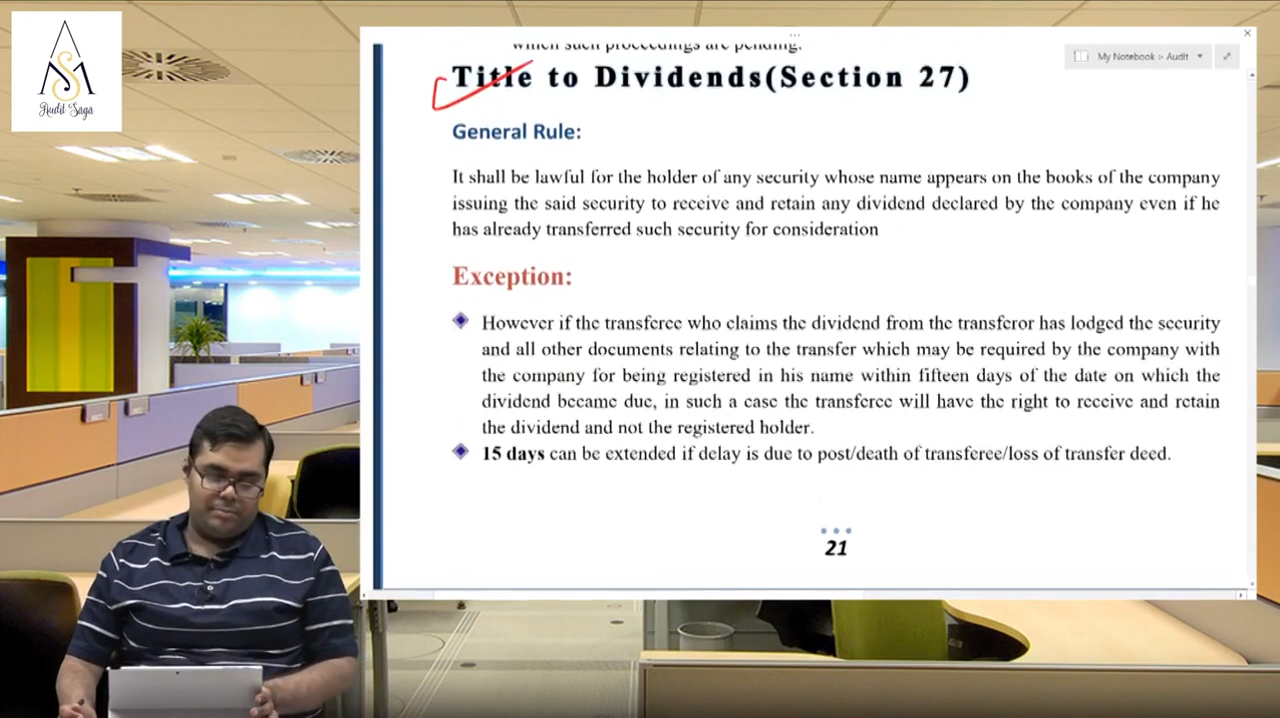 Audit Saga
which such proceedings are pending.
My Notebook > Audit
Title to Dividends(Section 27)
General Rule:
It shall be lawful for the holder of any security whose name appears on the books of the company
issuing the said security to receive and retain any dividend declared by the company even if he
has already transferred such security for consideration
Exception:
However if the transferee who claims the dividend from the transferor has lodged the security
and all other documents relating to the transfer which may be required by the company with
the company for being registered in his name within fifteen days of the date on which the
dividend became due, in such a case the transferee will have the right to receive and retain
the dividend and not the registered holder.
15 days can be extended if delay is due to post/death of transferee/loss of transfer deed.
21